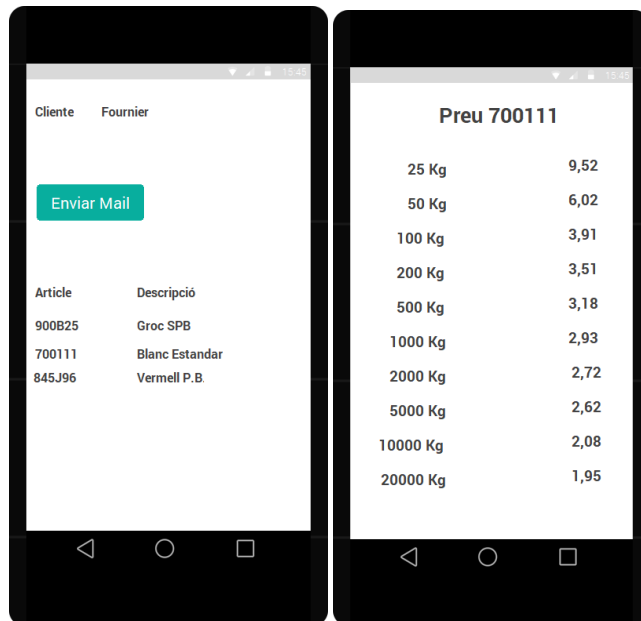 15:45
Cliente Fournier
Enviar Mail
Article Descripció
900B25 Groc SPB
700111 Blanc Estandar
845J96 Vermell P.B.
15:45
Preu 700111
25 Kg 9,52
50 Kg 6,02
100 Kg 3,91
200 Kg 3,51
500 Kg 3,18
1000 Kg 2,93
2000 Kg 2,72
5000 Kg 2,62
10000 Kg 2,08
20000 Kg 1,95